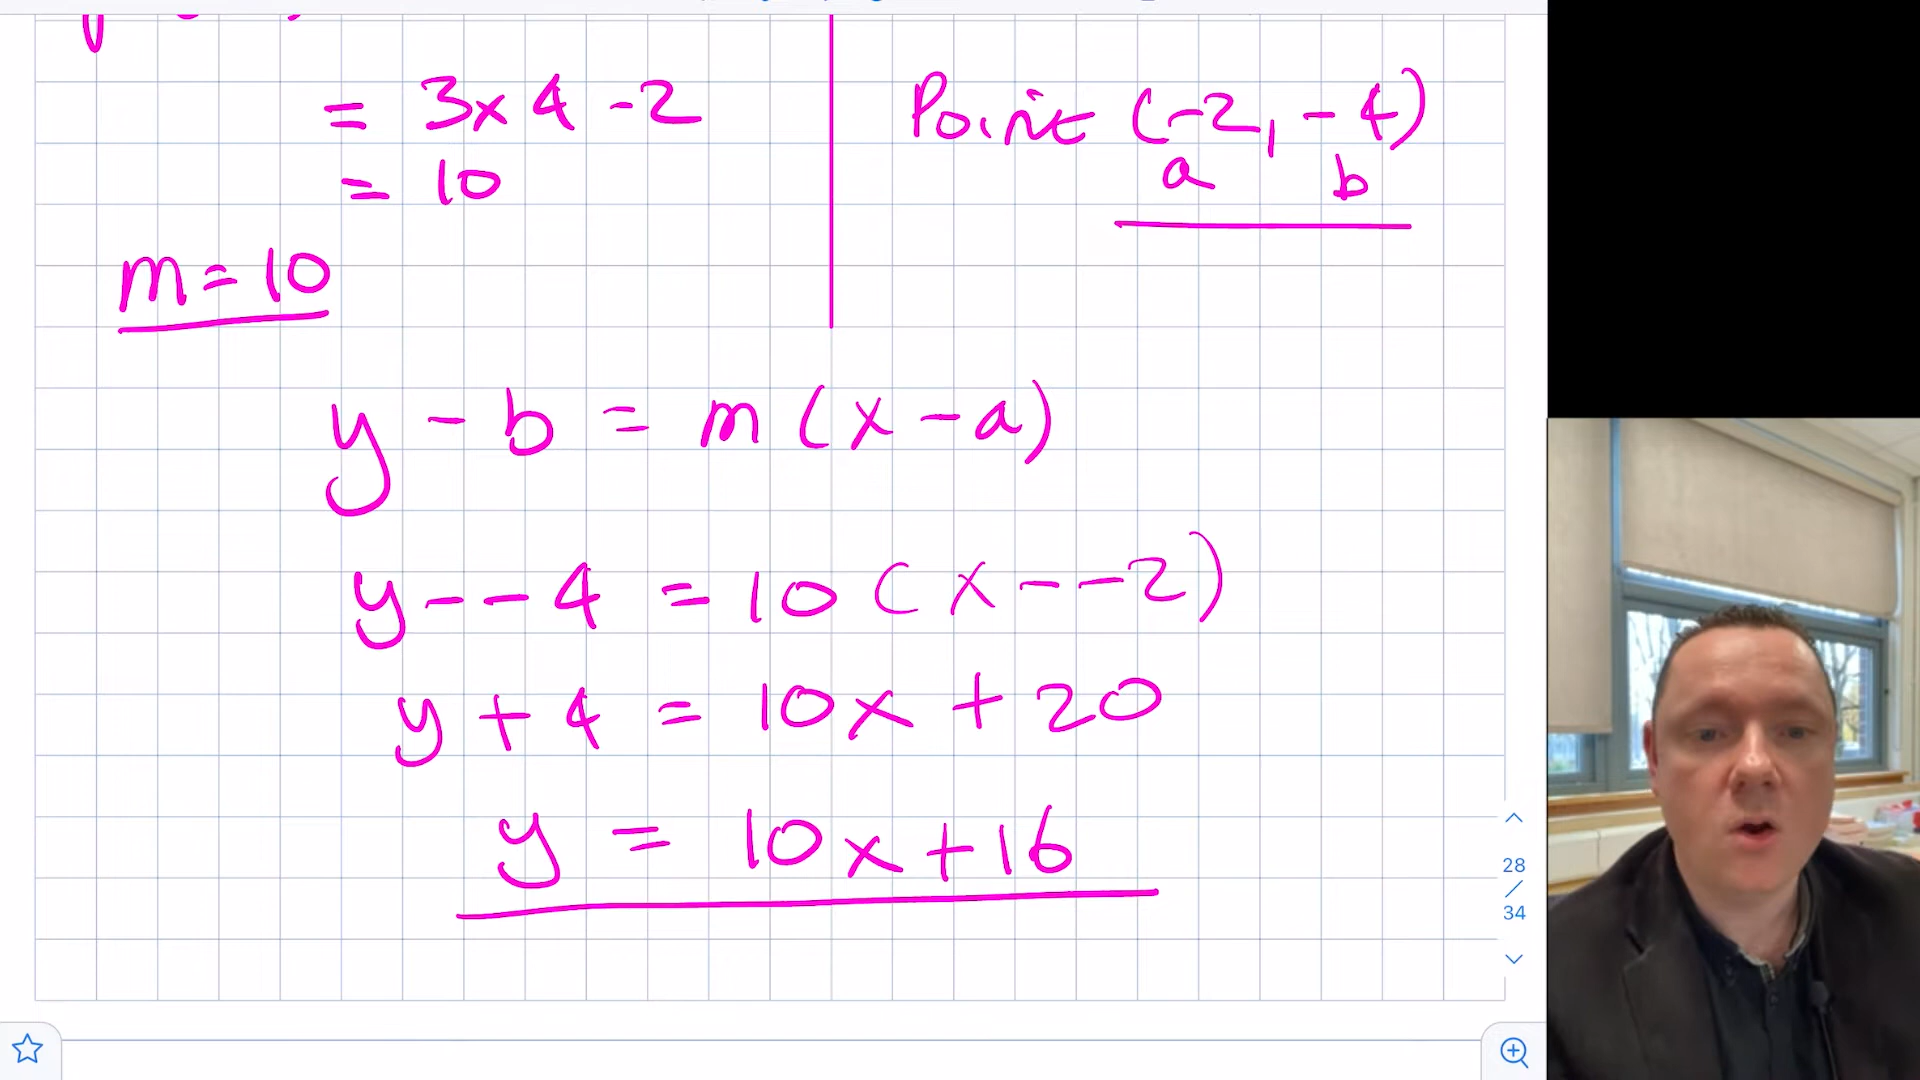 = 3x4 -2
= 10
m = 10
Point (-2, -4)
a b
y - b = m (x - a)
y - - 4 = 10 (x - - 2)
y + 4 = 10x + 20
y = 10x + 16
28
34